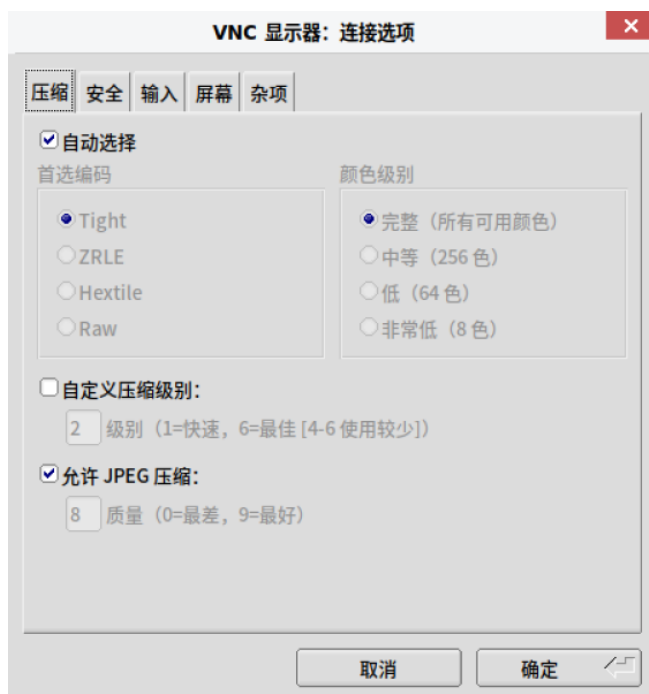 VNC 显示器：连接选项
压缩 安全 输入 屏幕 杂项
自动选择
首选编码
Tight
ZRLE
Hextile
Raw
颜色级别
完整（所有可用颜色）
中等（256 色）
低（64 色）
非常低（8 色）
自定义压缩级别：
2 级别（1=快速，6=最佳 [4-6 使用较少]）
允许 JPEG 压缩：
8 质量（0=最差，9=最好）
取消 确定